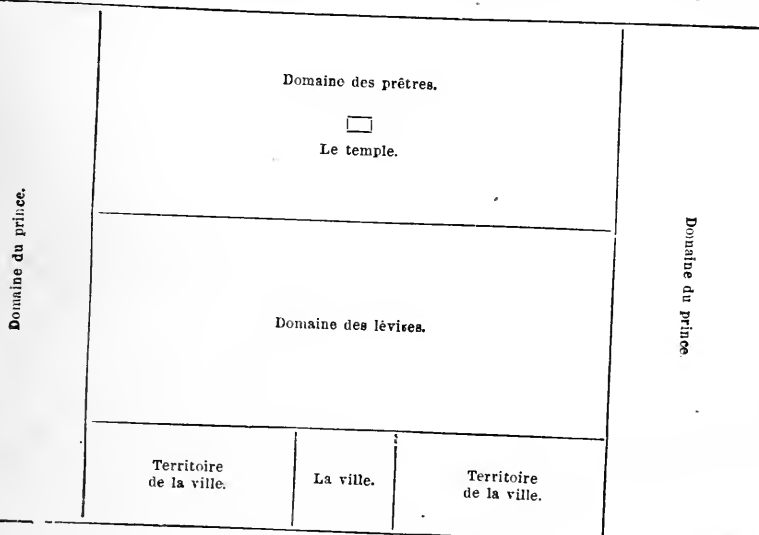 Domaine des prêtres.
Le temple.
Domaine du prince.
Domaine du prince
Domaine des lévites.
Territoire
de la ville.
La ville.
Territoire
de la ville.